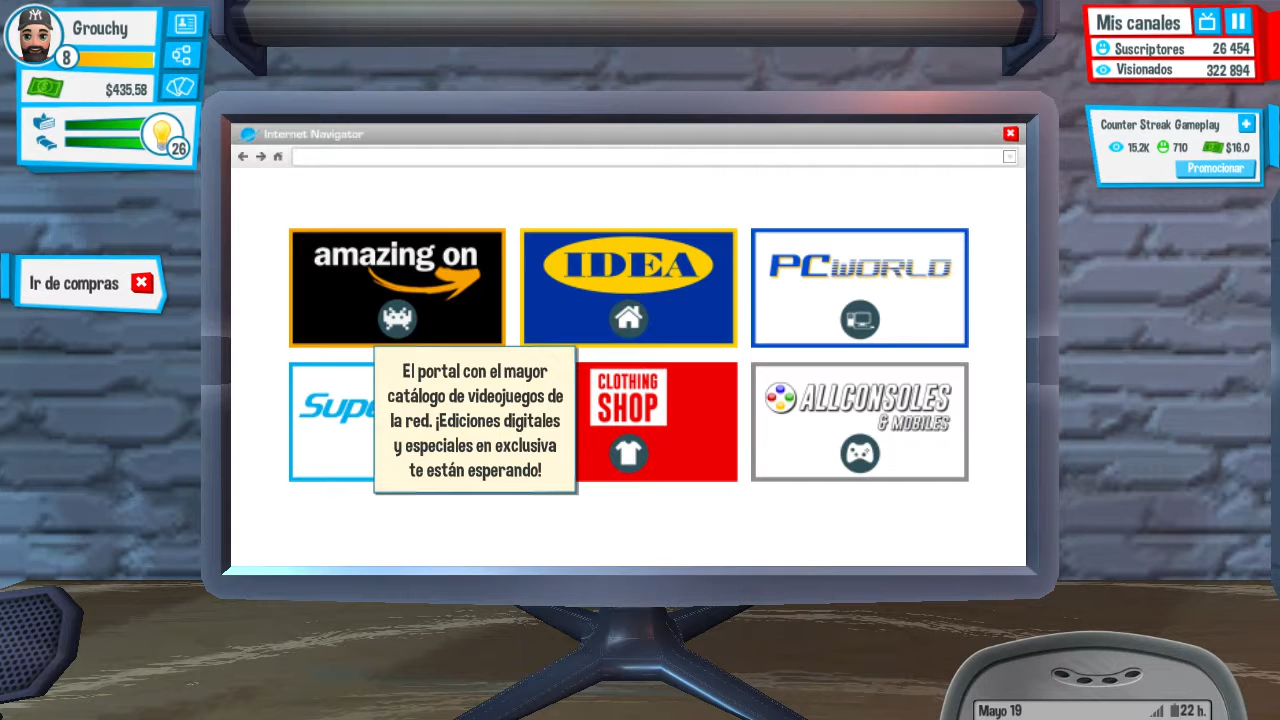 Grouchy
8
$435.58
26
Ir de compras
Mis canales
Suscriptores 26 454
Visionados 322 894
Counter Streak Gameplay
15.2K 710 $16.0
Promocionar
Internet Navigator
amazing on
IDEA
PCWORLD
El portal con el mayor
catálogo de videojuegos de
la red. ¡Ediciones digitales
y especiales en exclusiva
te están esperando!
CLOTHING
SHOP
ALLCONSOLES
& MOBILES
Mayo 19
22 h.